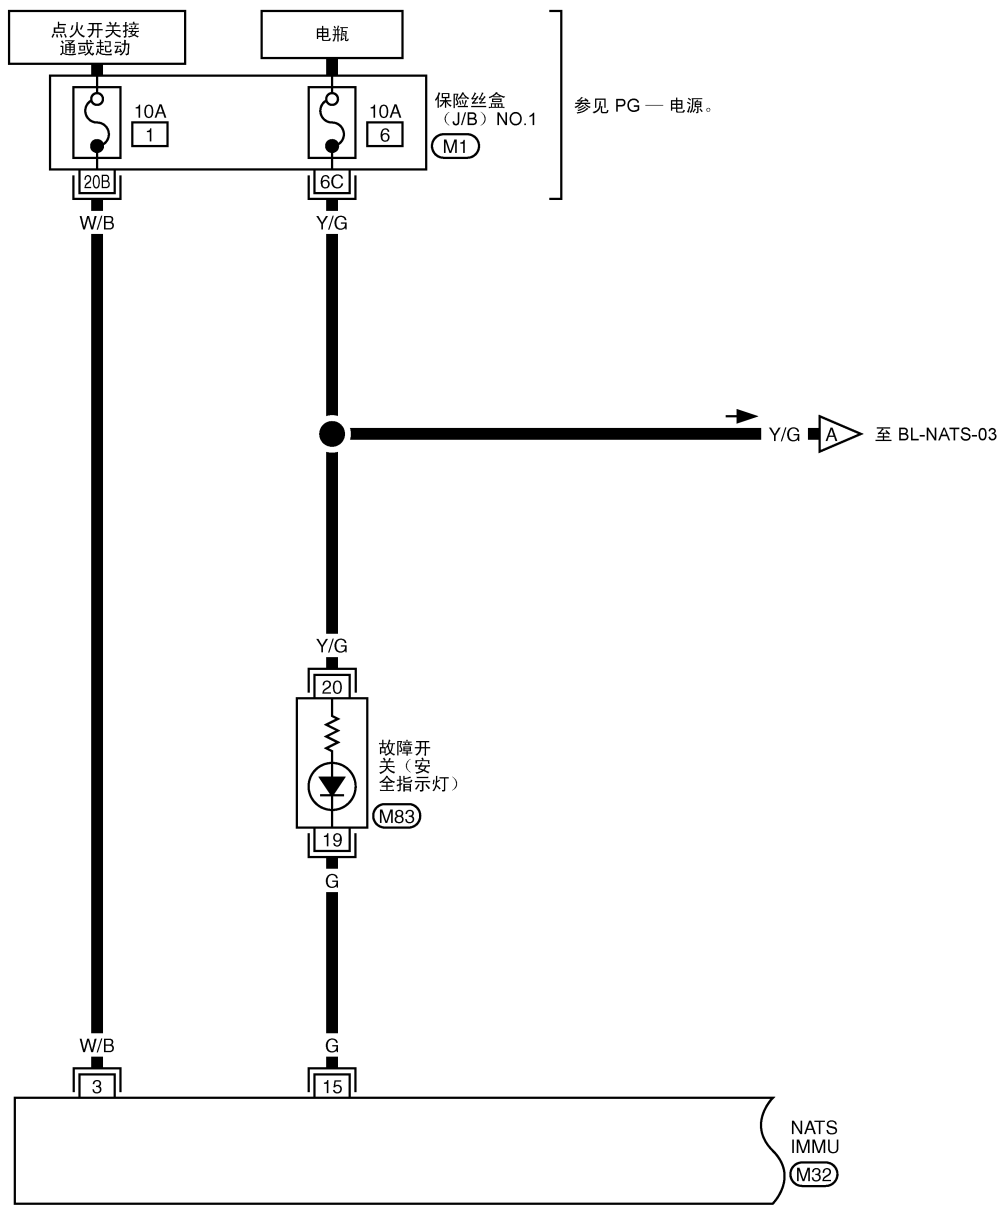 点火开关接
通或起动
电瓶
10A
1
10A
6
保险丝盒
（J/B）NO.1
M1
参见 PG — 电源。
20B
6C
W/B
Y/G
Y/G
A
至 BL-NATS-03
Y/G
20
故障开
关（安
全指示灯）
M83
19
G
W/B
G
3
15
NATS
IMMU
M32